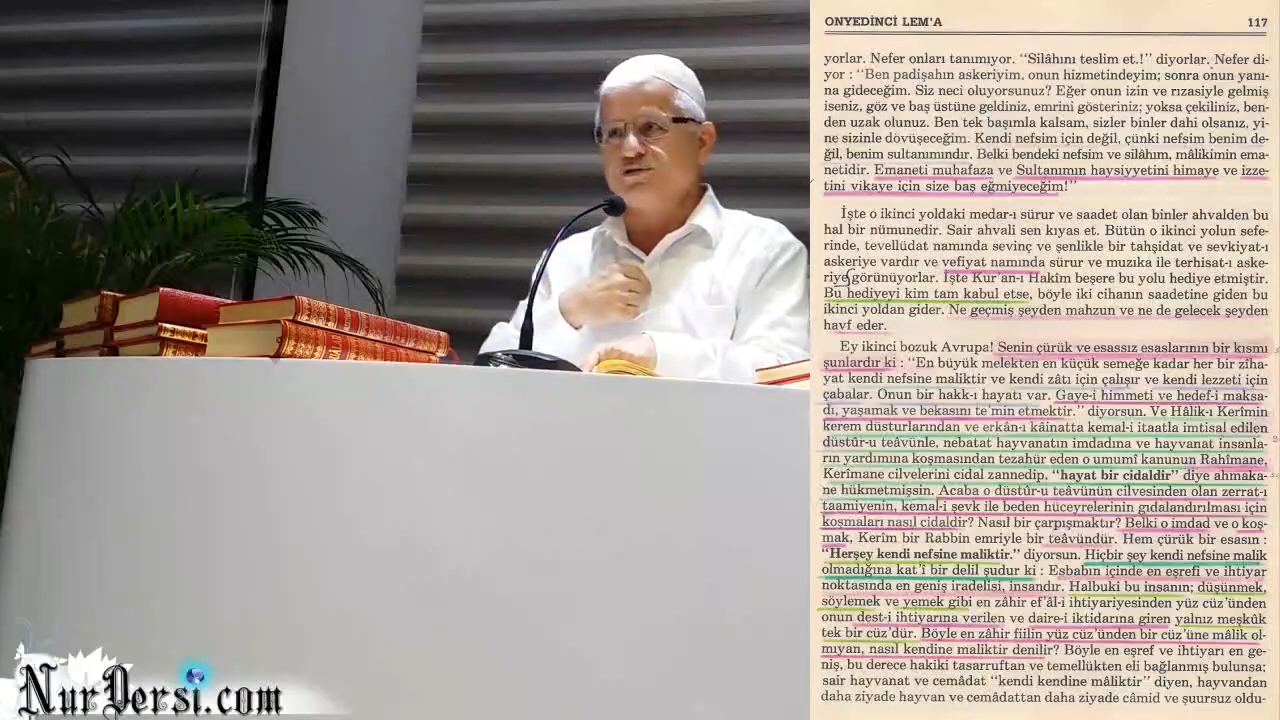 ONYEDİNCİ LEM'A 117
yorlar. Nefer onları tanımıyor. "Silâhını teslim et.!" diyorlar. Nefer di-
yor : "Ben padişahın askeriyim, onun hizmetindeyim; sonra onun yanı-
na gideceğim. Siz neci oluyorsunuz? Eğer onun izin ve rızasiyle gelmiş
iseniz, göz ve baş üstüne geldiniz, emrini gösteriniz; yoksa çekiliniz, ben-
den uzak olunuz. Ben tek başımla kalsam, sizler binler dahi olsanız, yi-
ne sizinle dövüşeceğim. Kendi nefsim için değil, çünki nefsim benim de-
ğil, benim sultanımındır. Belki bendeki nefsim ve silâhım, mâlikimin ema-
netidir. Emaneti muhafaza ve Sultanımın haysiyyetini himaye ve izze-
tini vikaye için size baş eğmiyeceğim!"
İşte o ikinci yoldaki medar-ı sürur ve saadet olan binler ahvalden bu
hal bir nümunedir. Sair ahvali sen kıyas et. Bütün o ikinci yolun sefe-
rinde, tevellüdat namında sevinç ve şenlikle bir tahşidat ve sevkiyat-ı
askeriye vardır ve vefiyat namında sürur ve muzıka ile terhisat-ı aske-
riye görünüyorlar. İşte Kur'an-ı Hakîm beşere bu yolu hediye etmiştir.
Bu hediyeyi kim tam kabul etse, böyle iki cihanın saadetine giden bu
ikinci yoldan gider. Ne geçmiş şeyden mahzun ve ne de gelecek şeyden
havf eder.
Ey ikinci bozuk Avrupa! Senin çürük ve esassız esaslarının bir kısmı
şunlardır ki : "En büyük melekten en küçük semeğe kadar her bir zîha-
yat kendi nefsine maliktir ve kendi zâtı için çalışır ve kendi lezzeti için
çabalar. Onun bir hakk-ı hayatı var. Gaye-i himmeti ve hedef-i maksa-
dı, yaşamak ve bekasını te'min etmektir." diyorsun. Ve Hâlik-ı Kerîmin
kerem düsturlarından ve erkân-ı kâinatta kemal-i itaatla imtisal edilen
düstûr-u teâvünle, nebatat hayvanatın imdadına ve hayvanat insanla-
rın yardımına koşmasından tezahür eden o umumî kanunun Rahîmane,
Kerîmane cilvelerini cidal zannedip, "hayat bir cidaldir" diye ahmaka-
ne hükmetmişsin. Acaba o düstûr-u teâvünün cilvesinden olan zerrat-ı
taamiyenin, kemal-i şevk ile beden hüceyrelerinin gıdalandırılması için
koşmaları nasıl cidaldir? Nasıl bir çarpışmaktır? Belki o imdad ve o koş-
mak, Kerîm bir Rabbin emriyle bir teâvündür. Hem çürük bir esasın :
"Herşey kendi nefsine maliktir." diyorsun. Hiçbir şey kendi nefsine malik
olmadığına kat'î bir delil şudur ki : Esbabın içinde en eşrefi ve ihtiyar
noktasında en geniş iradelisi, insandır. Halbuki bu insanın; düşünmek,
söylemek ve yemek gibi en zâhir ef'âl-i ihtiyariyesinden yüz cüz'ünden
onun dest-i ihtiyarına verilen ve daire-i iktidarına giren yalnız meşkûk
tek bir cüz'dür. Böyle en zâhir fiilin yüz cüz'ünden bir cüz'üne mâlik ol-
mıyan, nasıl kendine maliktir denilir? Böyle en eşref ve ihtiyarı en ge-
niş, bu derece hakiki tasarruftan ve temellükten eli bağlanmış bulunsa;
sair hayvanat ve cemâdat "kendi kendine mâliktir" diyen, hayvandan
daha ziyade hayvan ve cemâdattan daha ziyade câmid ve şuursuz oldu-
NurDersi.com